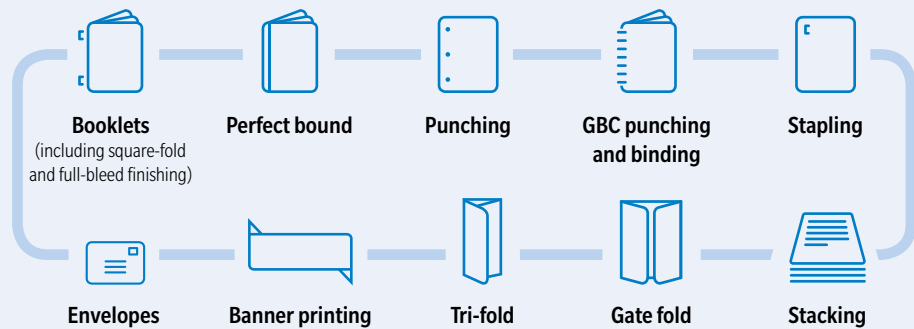 Booklets
(including square-fold
and full-bleed finishing)
Perfect bound
Punching
GBC punching
and binding
Stapling
Envelopes
Banner printing
Tri-fold
Gate fold
Stacking